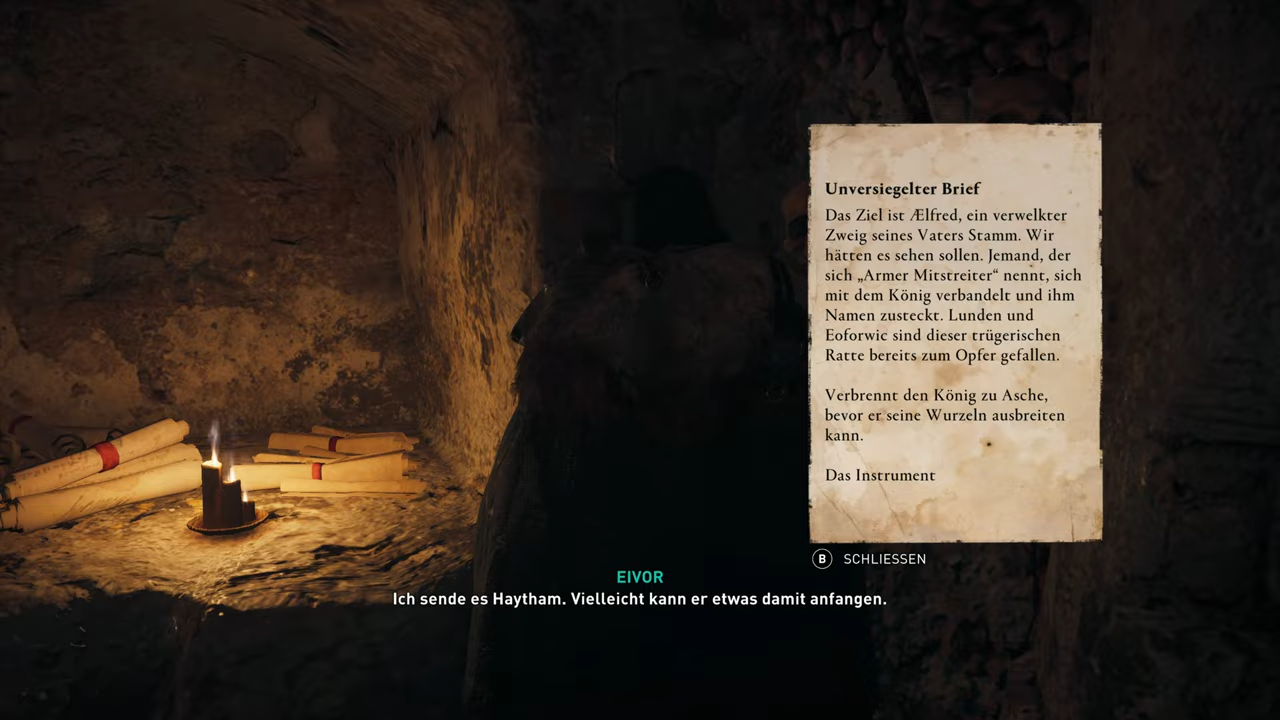 Unversiegelter Brief
Das Ziel ist Ælfred, ein verwelkter
Zweig seines Vaters Stamm. Wir
hätten es sehen sollen. Jemand, der
sich „Armer Mitstreiter“ nennt, sich
mit dem König verbandelt und ihm
Namen zusteckt. Lunden und
Eoforwic sind dieser trügerischen
Ratte bereits zum Opfer gefallen.
Verbrennt den König zu Asche,
bevor er seine Wurzeln ausbreiten
kann.
Das Instrument
B SCHLIESSEN
EIVOR
Ich sende es Haytham. Vielleicht kann er etwas damit anfangen.